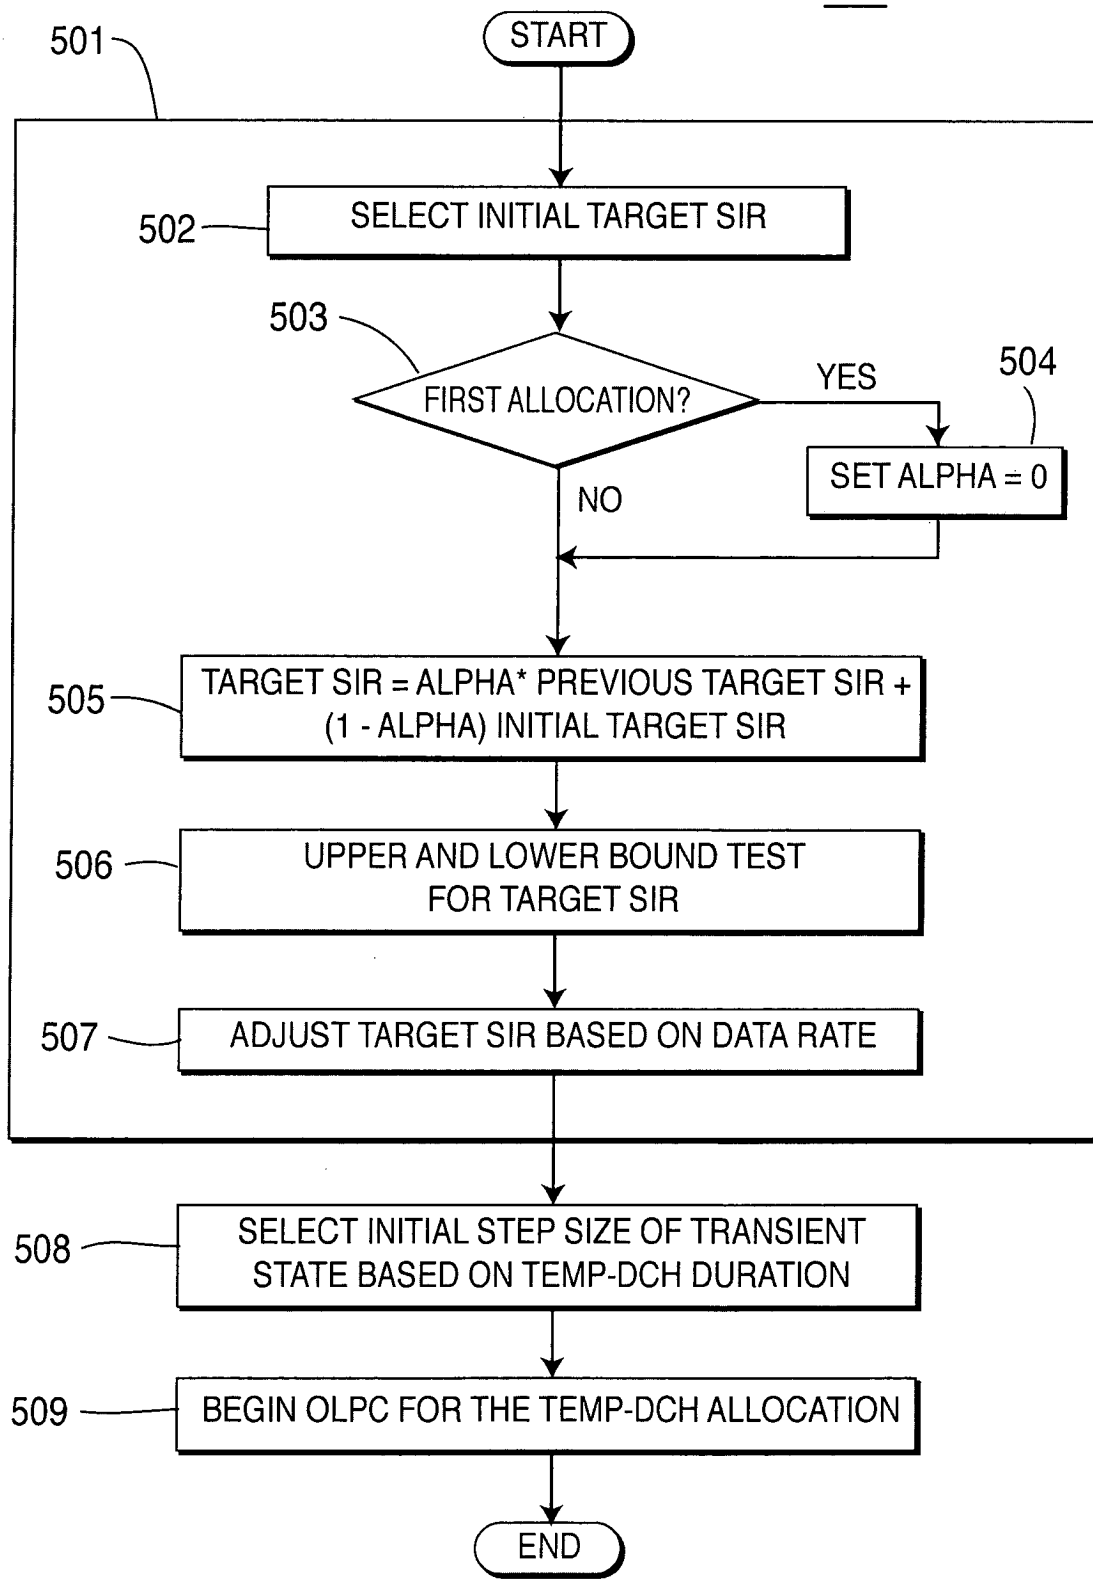 START
501
SELECT INITIAL TARGET SIR
502
503
FIRST ALLOCATION?
YES
504
SET ALPHA = 0
NO
TARGET SIR = ALPHA* PREVIOUS TARGET SIR +
(1 - ALPHA) INITIAL TARGET SIR
505
UPPER AND LOWER BOUND TEST
FOR TARGET SIR
506
ADJUST TARGET SIR BASED ON DATA RATE
507
SELECT INITIAL STEP SIZE OF TRANSIENT
STATE BASED ON TEMP-DCH DURATION
508
BEGIN OLPC FOR THE TEMP-DCH ALLOCATION
509
END